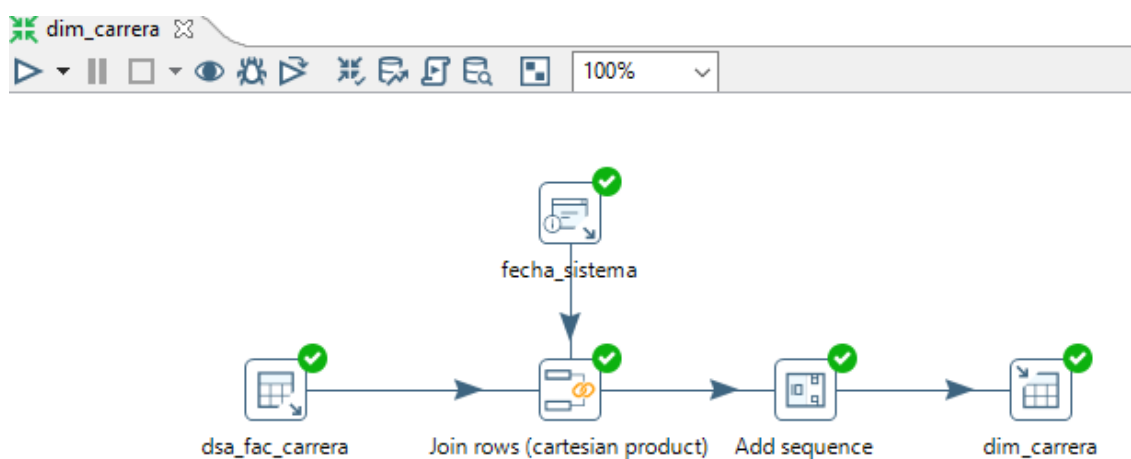 dim_carrera
100%
fecha_sistema
dsa_fac_carrera
Join rows (cartesian product)
Add sequence
dim_carrera